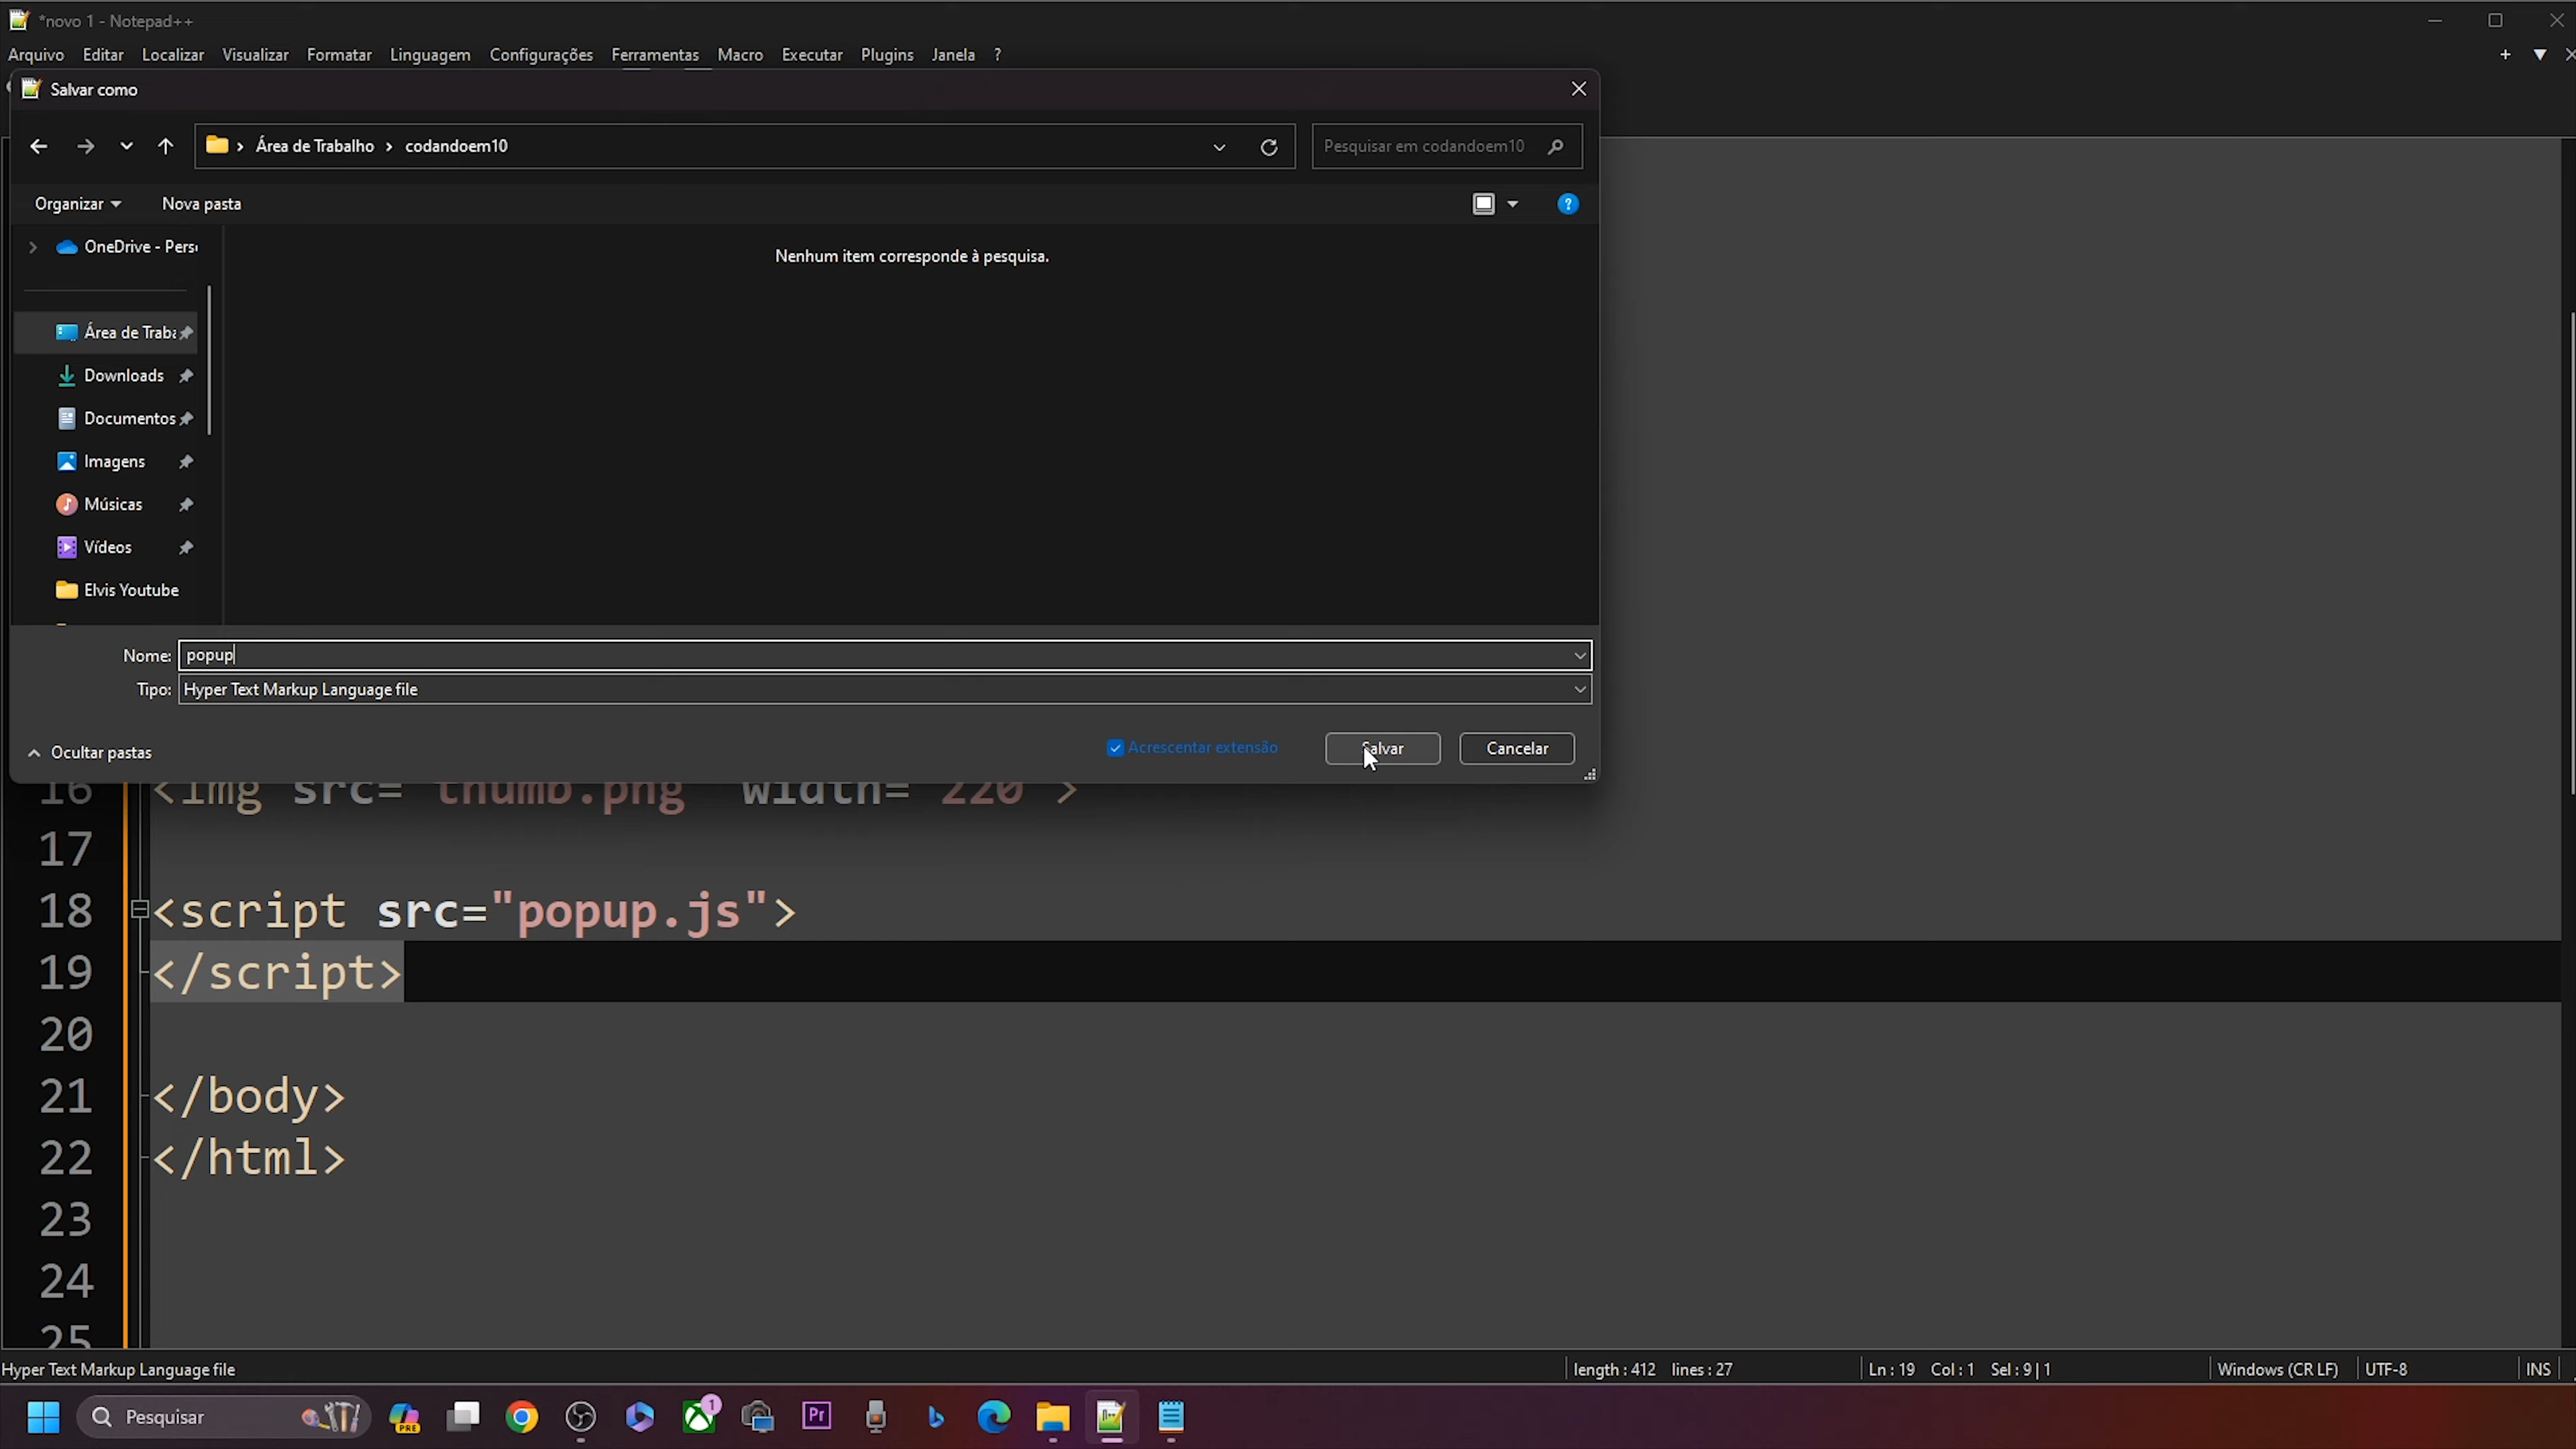 *novo 1 - Notepad++
Arquivo Editar Localizar Visualizar Formatar Linguagem Configurações Ferramentas Macro Executar Plugins Janela ?
Salvar como
Área de Trabalho codandoem10
Pesquisar em codandoem10
Organizar Nova pasta
OneDrive - Pers
Nenhum item corresponde à pesquisa.
Área de Traba
Downloads
Documentos
Imagens
Músicas
Vídeos
Elvis Youtube
Nome: popup
Tipo: Hyper Text Markup Language file
Ocultar pastas
Acrescentar extensão
Salvar
Cancelar
16 <img src= thumb.png width= 220 >
17
18 <script src="popup.js">
19 </script>
20
21 </body>
22 </html>
23
24
25
Hyper Text Markup Language file
length : 412 lines : 27
Ln : 19 Col : 1 Sel : 9 | 1
Windows (CR LF)
UTF-8
INS
Pesquisar
PRE
1
Pr